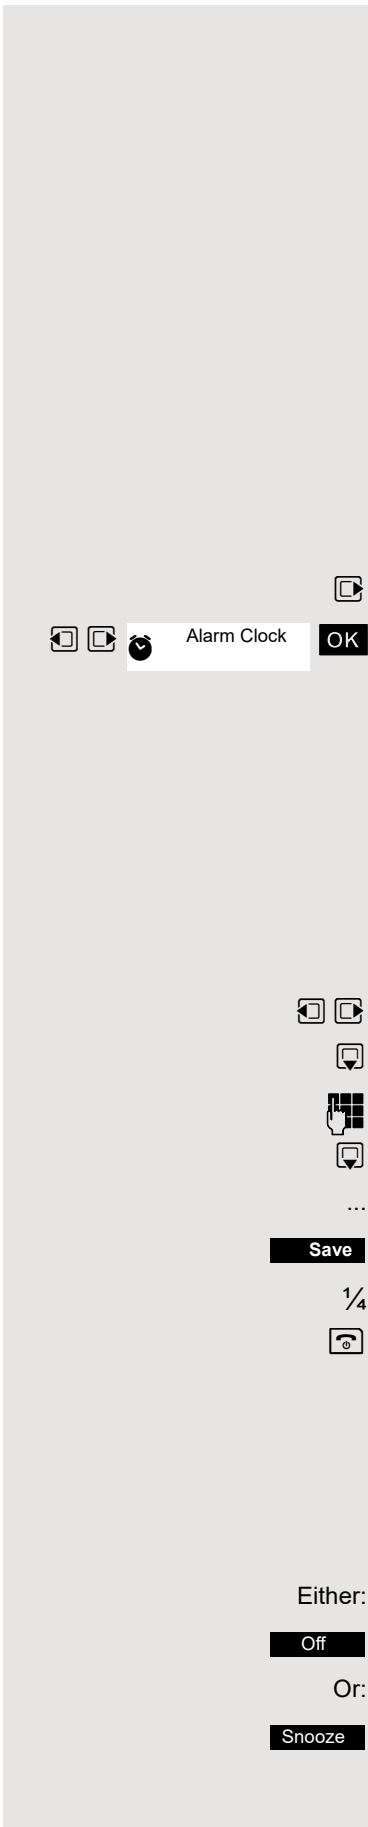 Alarm Clock OK
...
Save
¼
Either:
Off
Or:
Snooze